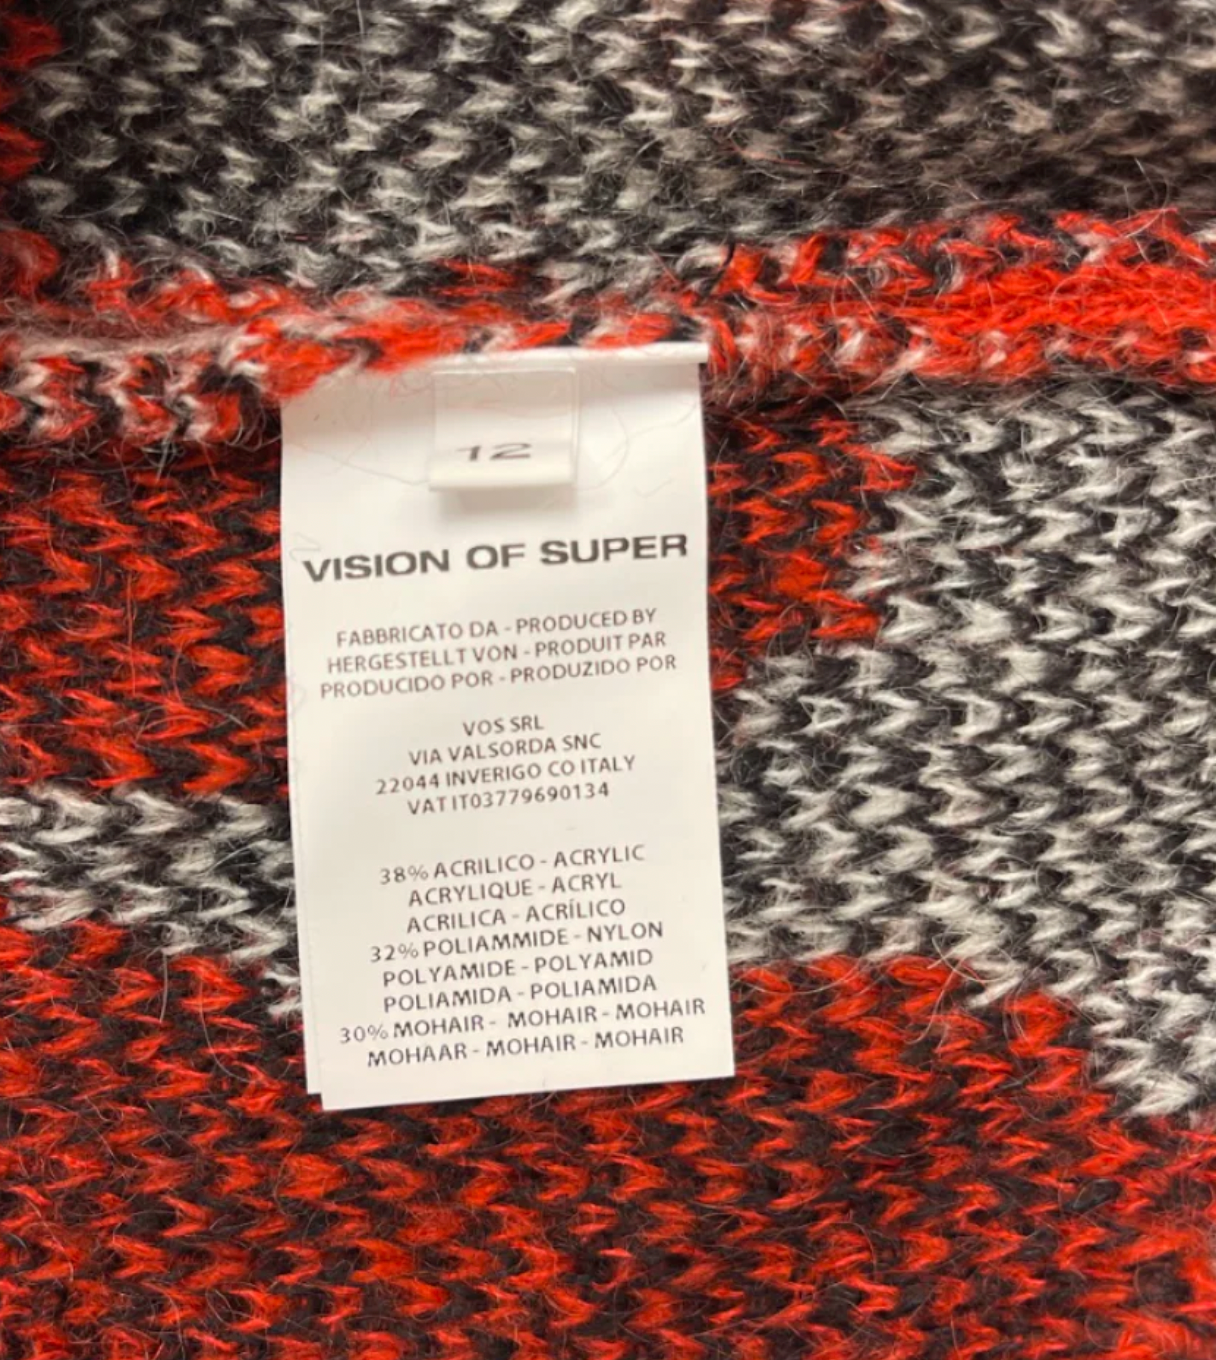 12
VISION OF SUPER
FABBRICATO DA - PRODUCED BY
HERGESTELLT VON - PRODUIT PAR
PRODUCIDO POR - PRODUZIDO POR
VOS SRL
VIA VALSORDA SNC
22044 INVERIGO CO ITALY
VAT IT03779690134
38% ACRILICO - ACRYLIC
ACRYLIQUE - ACRYL
ACRILICA - ACRÍLICO
32% POLIAMMIDE - NYLON
POLYAMIDE - POLYAMID
POLIAMIDA - POLIAMIDA
30% MOHAIR - MOHAIR - MOHAIR
MOHAAR - MOHAIR - MOHAIR